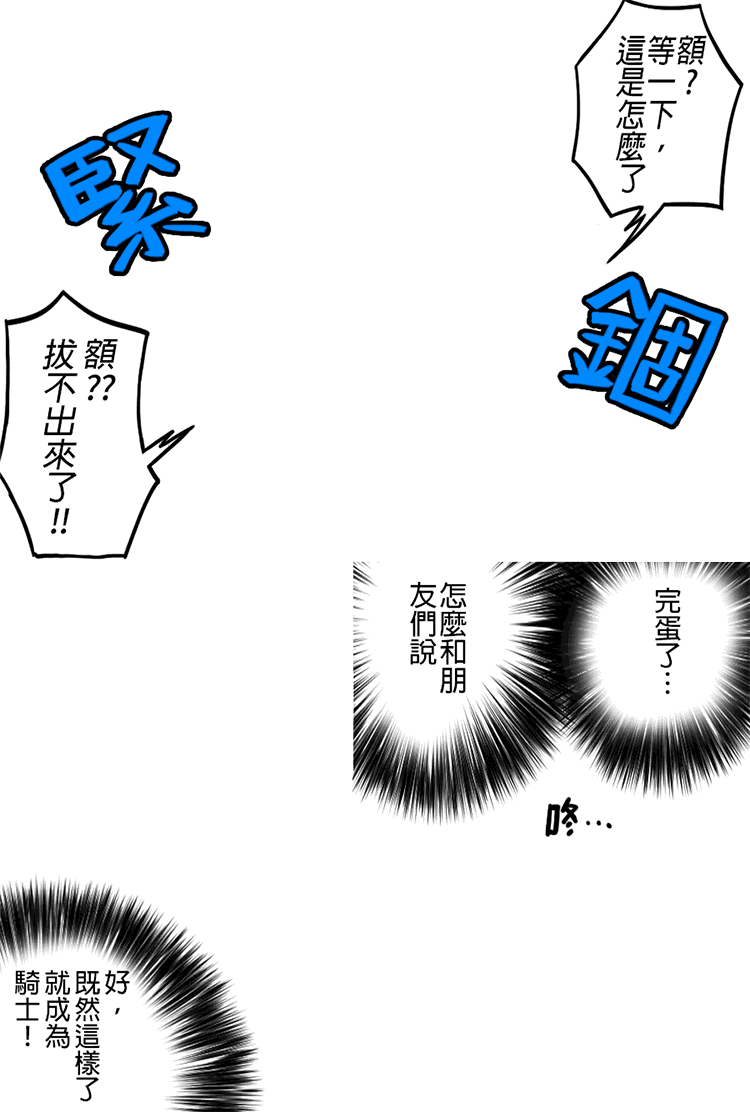 額？
等一下，
這是怎麼了
緊
錮
額??
拔不出來了!!
完蛋了…
怎麼和朋
友們說
咚…
好，
既然這樣了
就成為
騎士！